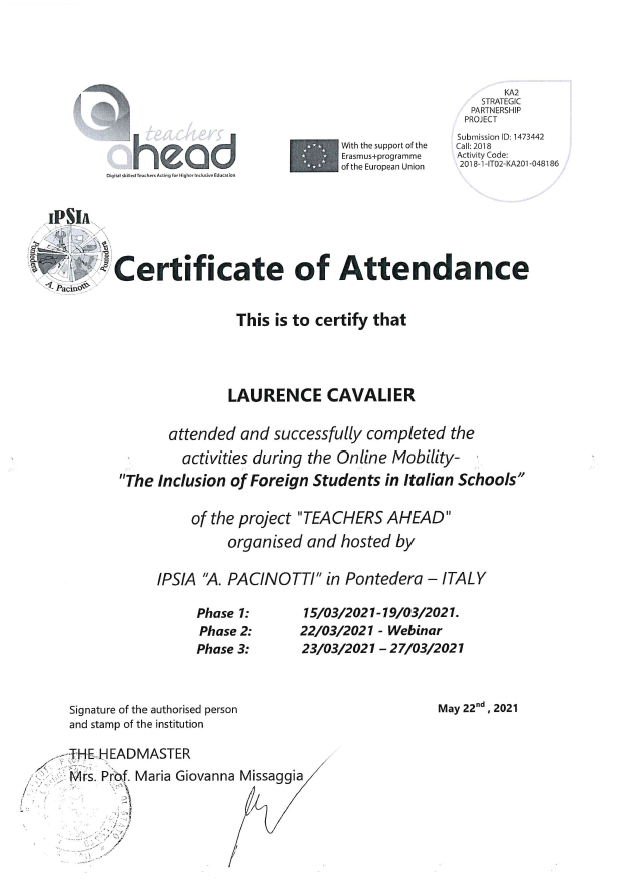 teachers
ahead
Digital skilled Teachers Acting for Higher Inclusive Education
With the support of the
Erasmus+programme
of the European Union
KA2
STRATEGIC
PARTNERSHIP
PROJECT
Submission ID: 1473442
Call: 2018
Activity Code:
2018-1-IT02-KA201-048186
IPSIA
Pontedera
Pontedera
A. Pacinotti
Certificate of Attendance
This is to certify that
LAURENCE CAVALIER
attended and successfully completed the
activities during the Online Mobility-
"The Inclusion of Foreign Students in Italian Schools”
of the project "TEACHERS AHEAD"
organised and hosted by
IPSIA “A. PACINOTTI” in Pontedera – ITALY
Phase 1: 15/03/2021-19/03/2021.
Phase 2: 22/03/2021 - Webinar
Phase 3: 23/03/2021 – 27/03/2021
Signature of the authorised person
and stamp of the institution
May 22nd , 2021
THE HEADMASTER
Mrs. Prof. Maria Giovanna Missaggia